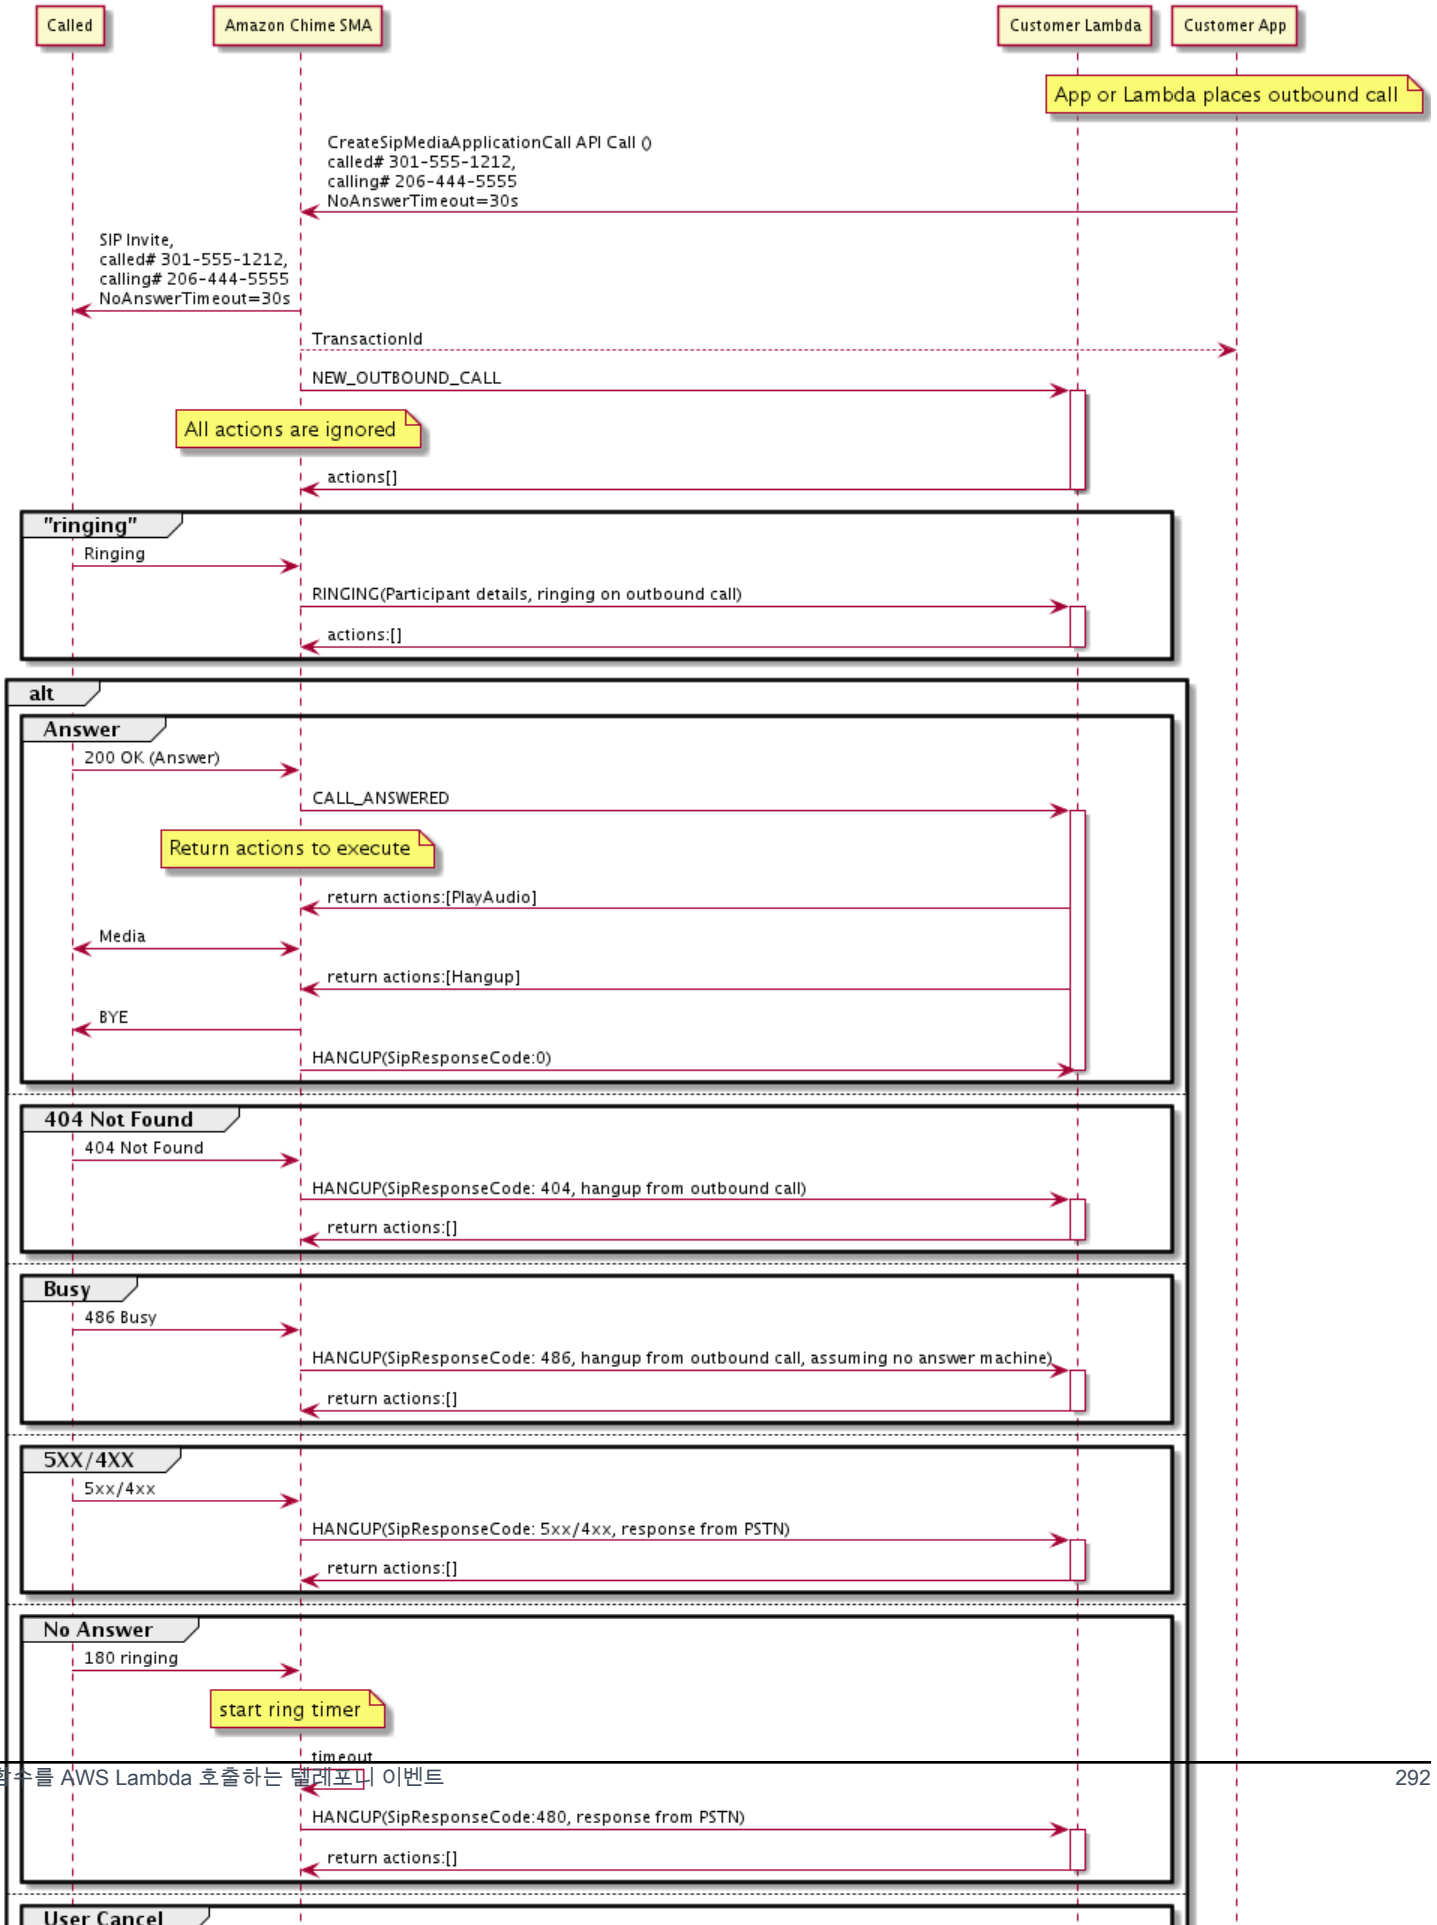 Called
Amazon Chime SMA
Customer Lambda
Customer App
App or Lambda places outbound call
CreateSipMediaApplicationCall API Call ()
called# 301-555-1212,
calling# 206-444-5555
NoAnswerTimeout=30s
SIP Invite,
called# 301-555-1212,
calling# 206-444-5555
NoAnswerTimeout=30s
TransactionId
NEW_OUTBOUND_CALL
All actions are ignored
actions[]
"ringing"
Ringing
RINGING(Participant details, ringing on outbound call)
actions:[]
alt
Answer
200 OK (Answer)
CALL_ANSWERED
Return actions to execute
return actions:[PlayAudio]
Media
return actions:[Hangup]
BYE
HANGUP(SipResponseCode:0)
404 Not Found
404 Not Found
HANGUP(SipResponseCode: 404, hangup from outbound call)
return actions:[]
Busy
486 Busy
HANGUP(SipResponseCode: 486, hangup from outbound call, assuming no answer machine)
return actions:[]
5XX/4XX
5xx/4xx
HANGUP(SipResponseCode: 5xx/4xx, response from PSTN)
return actions:[]
No Answer
180 ringing
start ring timer
timeout
함수를 AWS Lambda 호출하는 텔레포니 이벤트
292
HANGUP(SipResponseCode:480, response from PSTN)
return actions:[]
User Cancel